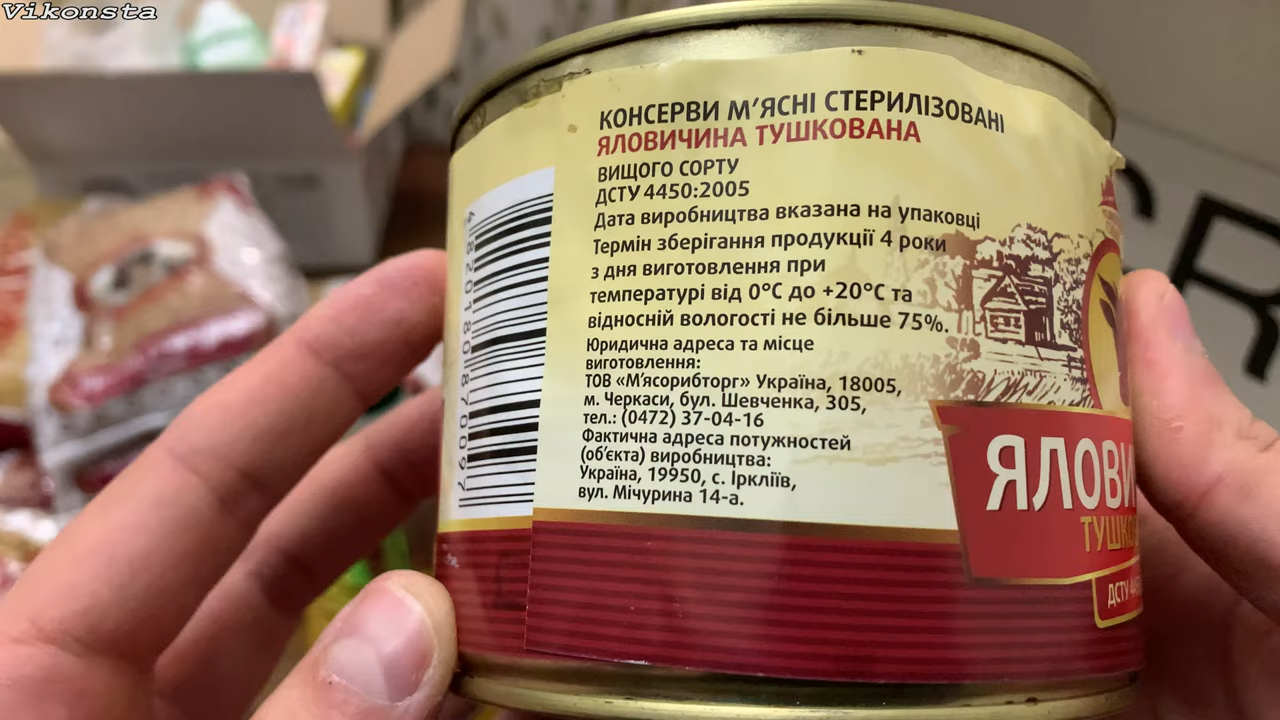 Vikonsta
КОНСЕРВИ М'ЯСНІ СТЕРИЛІЗОВАНІ
ЯЛОВИЧИНА ТУШКОВАНА
ВИЩОГО СОРТУ
ДСТУ 4450:2005
Дата виробництва вказана на упаковці
Термін зберігання продукції 4 роки
з дня виготовлення при
температурі від 0°С до +20°С та
відносній вологості не більше 75%.
Юридична адреса та місце
виготовлення:
ТОВ «М'ясорибторг» Україна, 18005,
м. Черкаси, бул. Шевченка, 305,
тел.: (0472) 37-04-16
Фактична адреса потужностей
(об'єкта) виробництва:
Україна, 19950, с. Іркліїв,
вул. Мічурина 14-а.
4820180870097
ЯЛОВИ
ТУШКО
ДСТУ